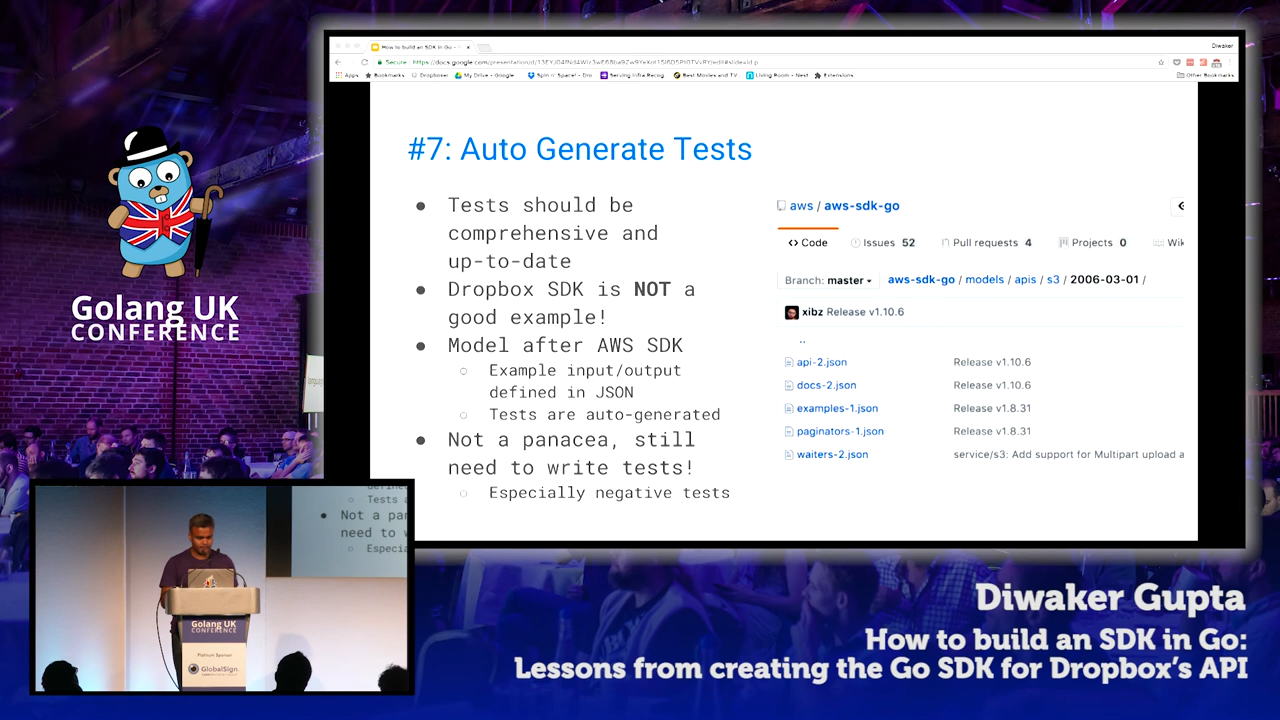 How to build an SDK in Go -
Diwaker
Secure
Apps Bookmarks Dropbox My Drive - Google Spin n' Space! - Dro Serving Infra Recog Best Movies and TV Living Room - Nest Extensions Other Bookmarks
#7: Auto Generate Tests
● Tests should be
comprehensive and
up-to-date
● Dropbox SDK is NOT a
good example!
● Model after AWS SDK
○ Example input/output
defined in JSON
○ Tests are auto-generated
● Not a panacea, still
need to write tests!
○ Especially negative tests
aws / aws-sdk-go
<> Code Issues 52 Pull requests 4 Projects 0 Wik
Branch: master aws-sdk-go / models / apis / s3 / 2006-03-01 /
xibz Release v1.10.6
..
api-2.json Release v1.10.6
docs-2.json Release v1.10.6
examples-1.json Release v1.8.31
paginators-1.json Release v1.8.31
waiters-2.json service/s3: Add support for Multipart upload a
Golang UK
CONFERENCE
○ Tests a
● Not a pan
need to w
○ Especia
Golang UK
CONFERENCE
Platinum Sponsor
GlobalSign
Diwaker Gupta
How to build an SDK in Go:
Lessons from creating the Go SDK for Dropbox's API